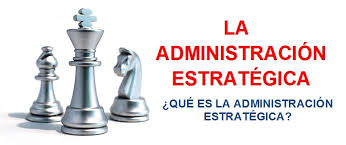 LA
ADMINISTRACIÓN
ESTRATÉGICA
¿QUÉ ES LA ADMINISTRACIÓN
ESTRATÉGICA?